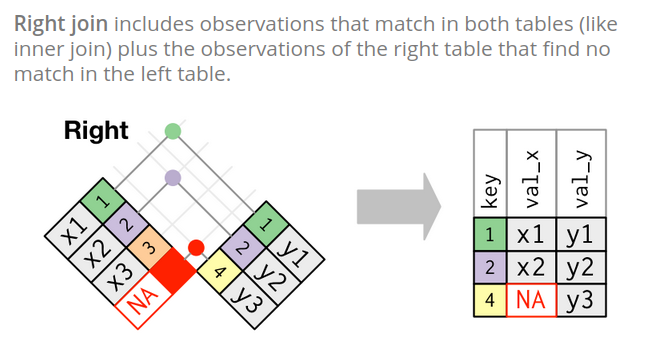 Right join includes observations that match in both tables (like
inner join) plus the observations of the right table that find no
match in the left table.
Right
x1 1
x2 2
x3 3
NA
1 y1
2 y2
4 y3
key val_x val_y
1 x1 y1
2 x2 y2
4 NA y3